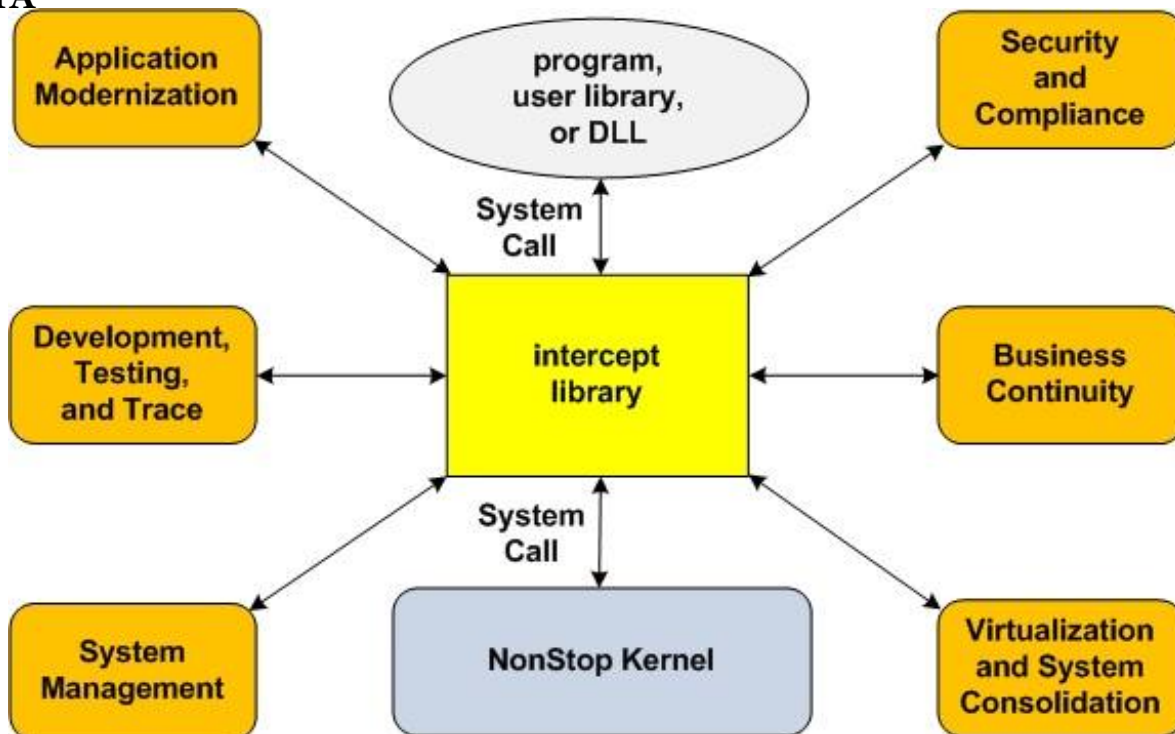 Application
Modernization
program,
user library,
or DLL
Security
and
Compliance
System
Call
Development,
Testing,
and Trace
intercept
library
Business
Continuity
System
Call
System
Management
NonStop Kernel
Virtualization
and System
Consolidation